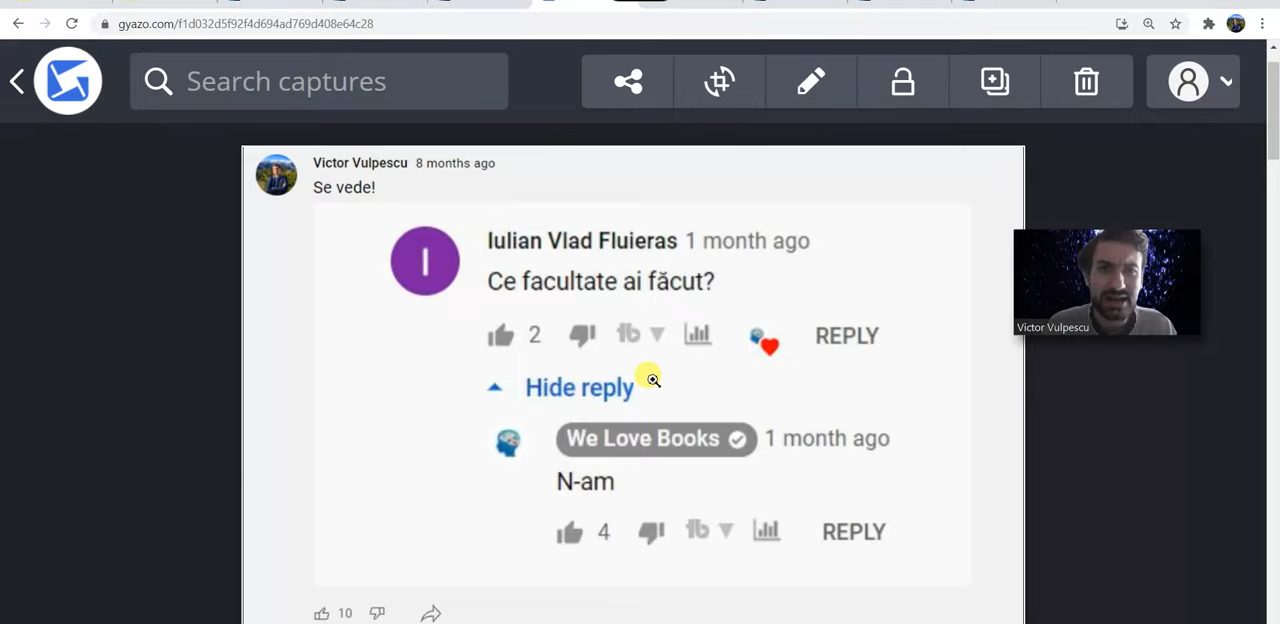 gyazo.com/f1d032d5f92f4d694ad769d408e64c28
Search captures
Victor Vulpescu 8 months ago
Se vede!
I
Iulian Vlad Fluieras 1 month ago
Ce facultate ai făcut?
2 REPLY
Hide reply
We Love Books 1 month ago
N-am
4 REPLY
10
Victor Vulpescu